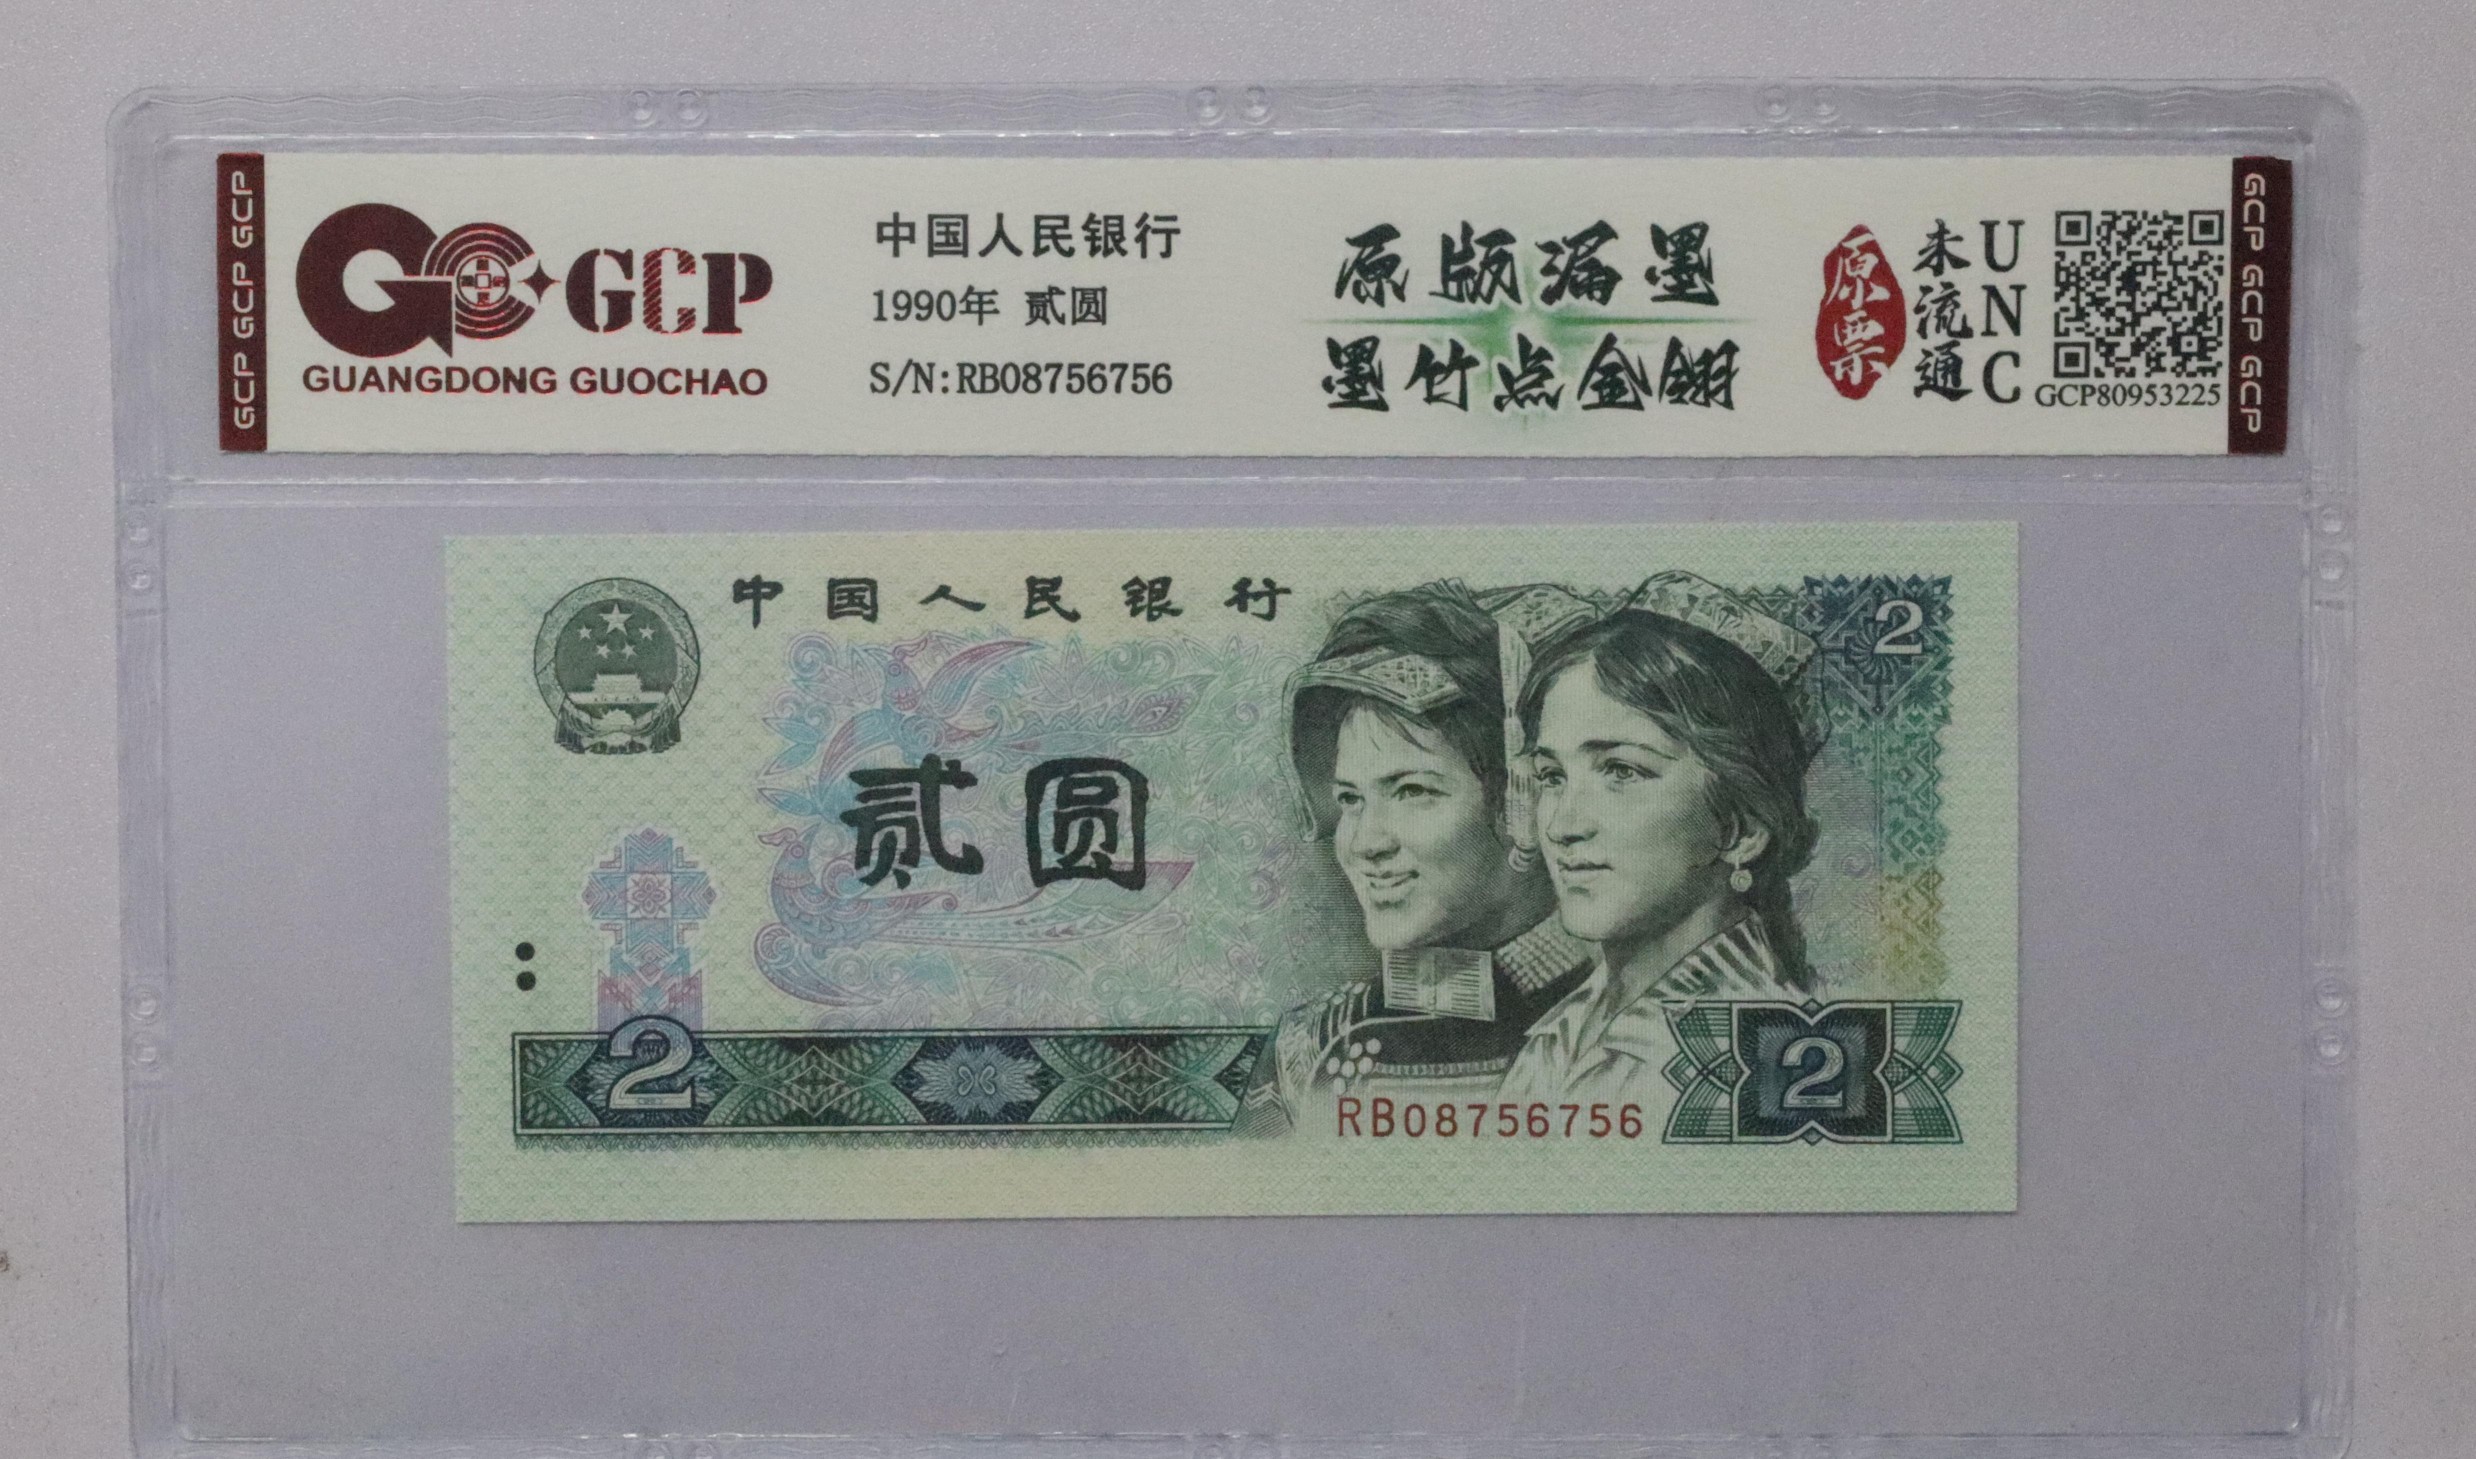 GCP GCP GCP
GCP
GUANGDONG GUOCHAO
中国人民银行
1990年 贰圆
S/N:RB08756756
原版漏墨
墨竹点金翎
原票
未流通
UNC
GCP80953225
GCP GCP GCP
中国人民银行
2
贰圆
2
RB08756756
2